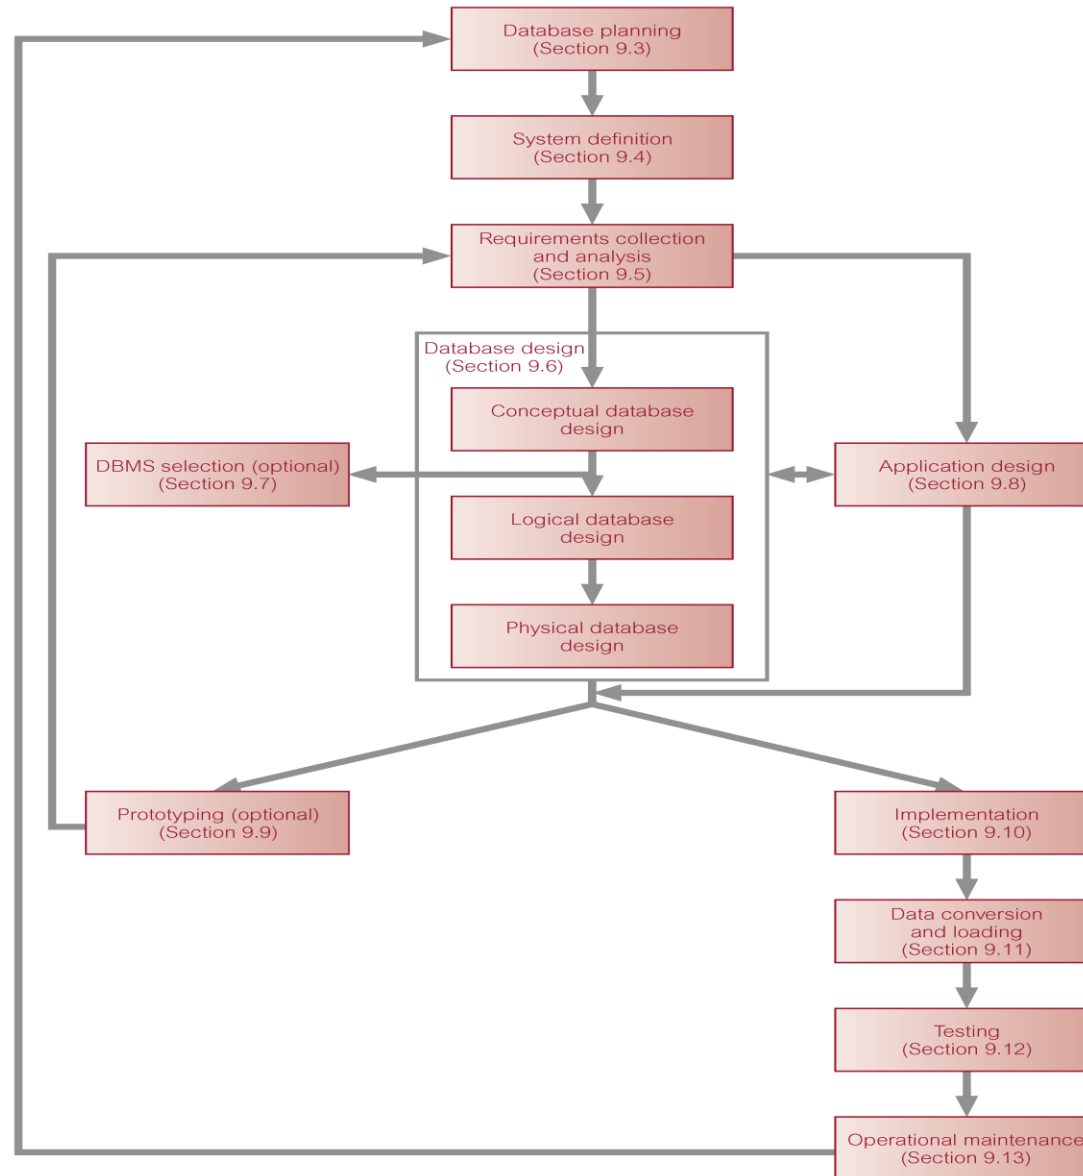 Database planning
(Section 9.3)
System definition
(Section 9.4)
Requirements collection
and analysis
(Section 9.5)
Database design
(Section 9.6)
Conceptual database
design
DBMS selection (optional)
(Section 9.7)
Application design
(Section 9.8)
Logical database
design
Physical database
design
Prototyping (optional)
(Section 9.9)
Implementation
(Section 9.10)
Data conversion
and loading
(Section 9.11)
Testing
(Section 9.12)
Operational maintenance
(Section 9.13)